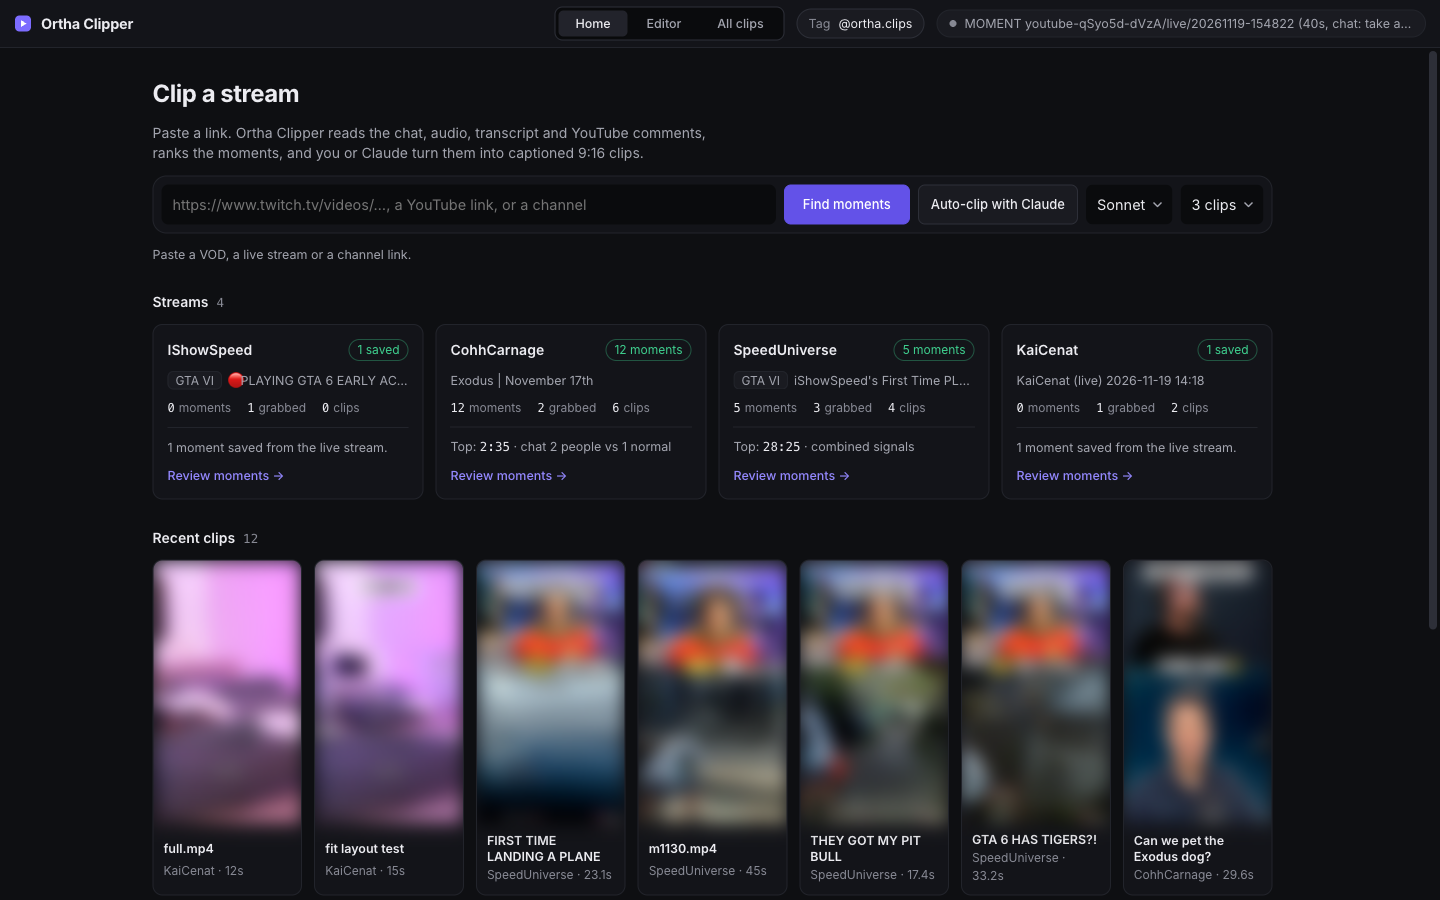 Ortha Clipper
Home
Editor
All clips
Tag @ortha.clips
MOMENT youtube-qSyo5d-dVzA/live/20261119-154822 (40s, chat: take a...
Clip a stream
Paste a link. Ortha Clipper reads the chat, audio, transcript and YouTube comments,
ranks the moments, and you or Claude turn them into captioned 9:16 clips.
https://www.twitch.tv/videos/..., a YouTube link, or a channel
Find moments
Auto-clip with Claude
Sonnet
3 clips
Paste a VOD, a live stream or a channel link.
Streams 4
IShowSpeed
1 saved
GTA VI 🔴PLAYING GTA 6 EARLY AC...
0 moments 1 grabbed 0 clips
1 moment saved from the live stream.
Review moments →
CohhCarnage
12 moments
Exodus | November 17th
12 moments 2 grabbed 6 clips
Top: 2:35 · chat 2 people vs 1 normal
Review moments →
SpeedUniverse
5 moments
GTA VI iShowSpeed's First Time PL...
5 moments 3 grabbed 4 clips
Top: 28:25 · combined signals
Review moments →
KaiCenat
1 saved
KaiCenat (live) 2026-11-19 14:18
0 moments 1 grabbed 2 clips
1 moment saved from the live stream.
Review moments →
Recent clips 12
full.mp4
KaiCenat · 12s
fit layout test
KaiCenat · 15s
FIRST TIME
LANDING A PLANE
SpeedUniverse · 23.1s
m1130.mp4
SpeedUniverse · 45s
THEY GOT MY PIT
BULL
SpeedUniverse · 17.4s
GTA 6 HAS TIGERS?!
SpeedUniverse ·
33.2s
Can we pet the
Exodus dog?
CohhCarnage · 29.6s